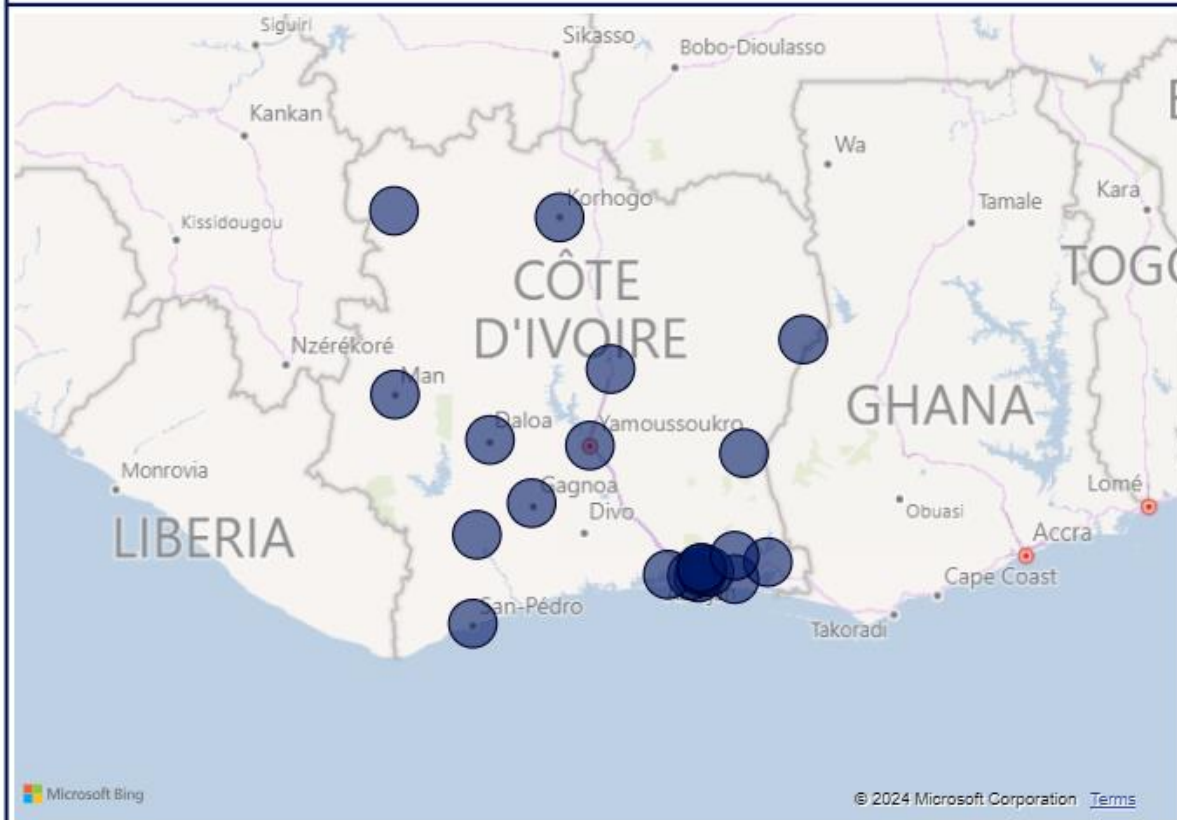 Siguiri
Sikasso
Bobo-Dioulasso
Kankan
Wa
Korhogo
Kara
Tamale
Kissidougou
CÔTE
D'IVOIRE
TOGO
Nzérékoré
Man
GHANA
Daloa
Yamoussoukro
Monrovia
Gagnoa
Lomé
Divo
Obuasi
LIBERIA
Accra
Cape Coast
San-Pédro
Takoradi
Microsoft Bing
© 2024 Microsoft Corporation Terms